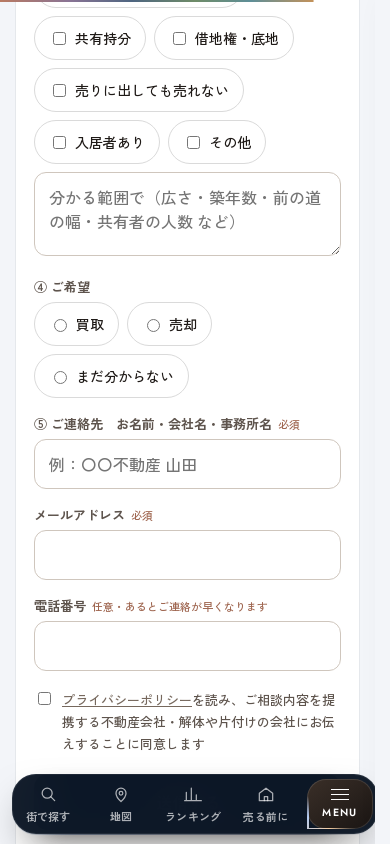 共有持分 借地権・底地
売りに出しても売れない
入居者あり その他
分かる範囲で（広さ・築年数・前の道
の幅・共有者の人数 など）
④ ご希望
買取 売却
まだ分からない
⑤ ご連絡先　お名前・会社名・事務所名 必須
例：〇〇不動産 山田
メールアドレス 必須
電話番号 任意・あるとご連絡が早くなります
プライバシーポリシーを読み、ご相談内容を提
携する不動産会社・解体や片付けの会社にお伝
えすることに同意します
街で探す 地図 ランキング 売る前に MENU